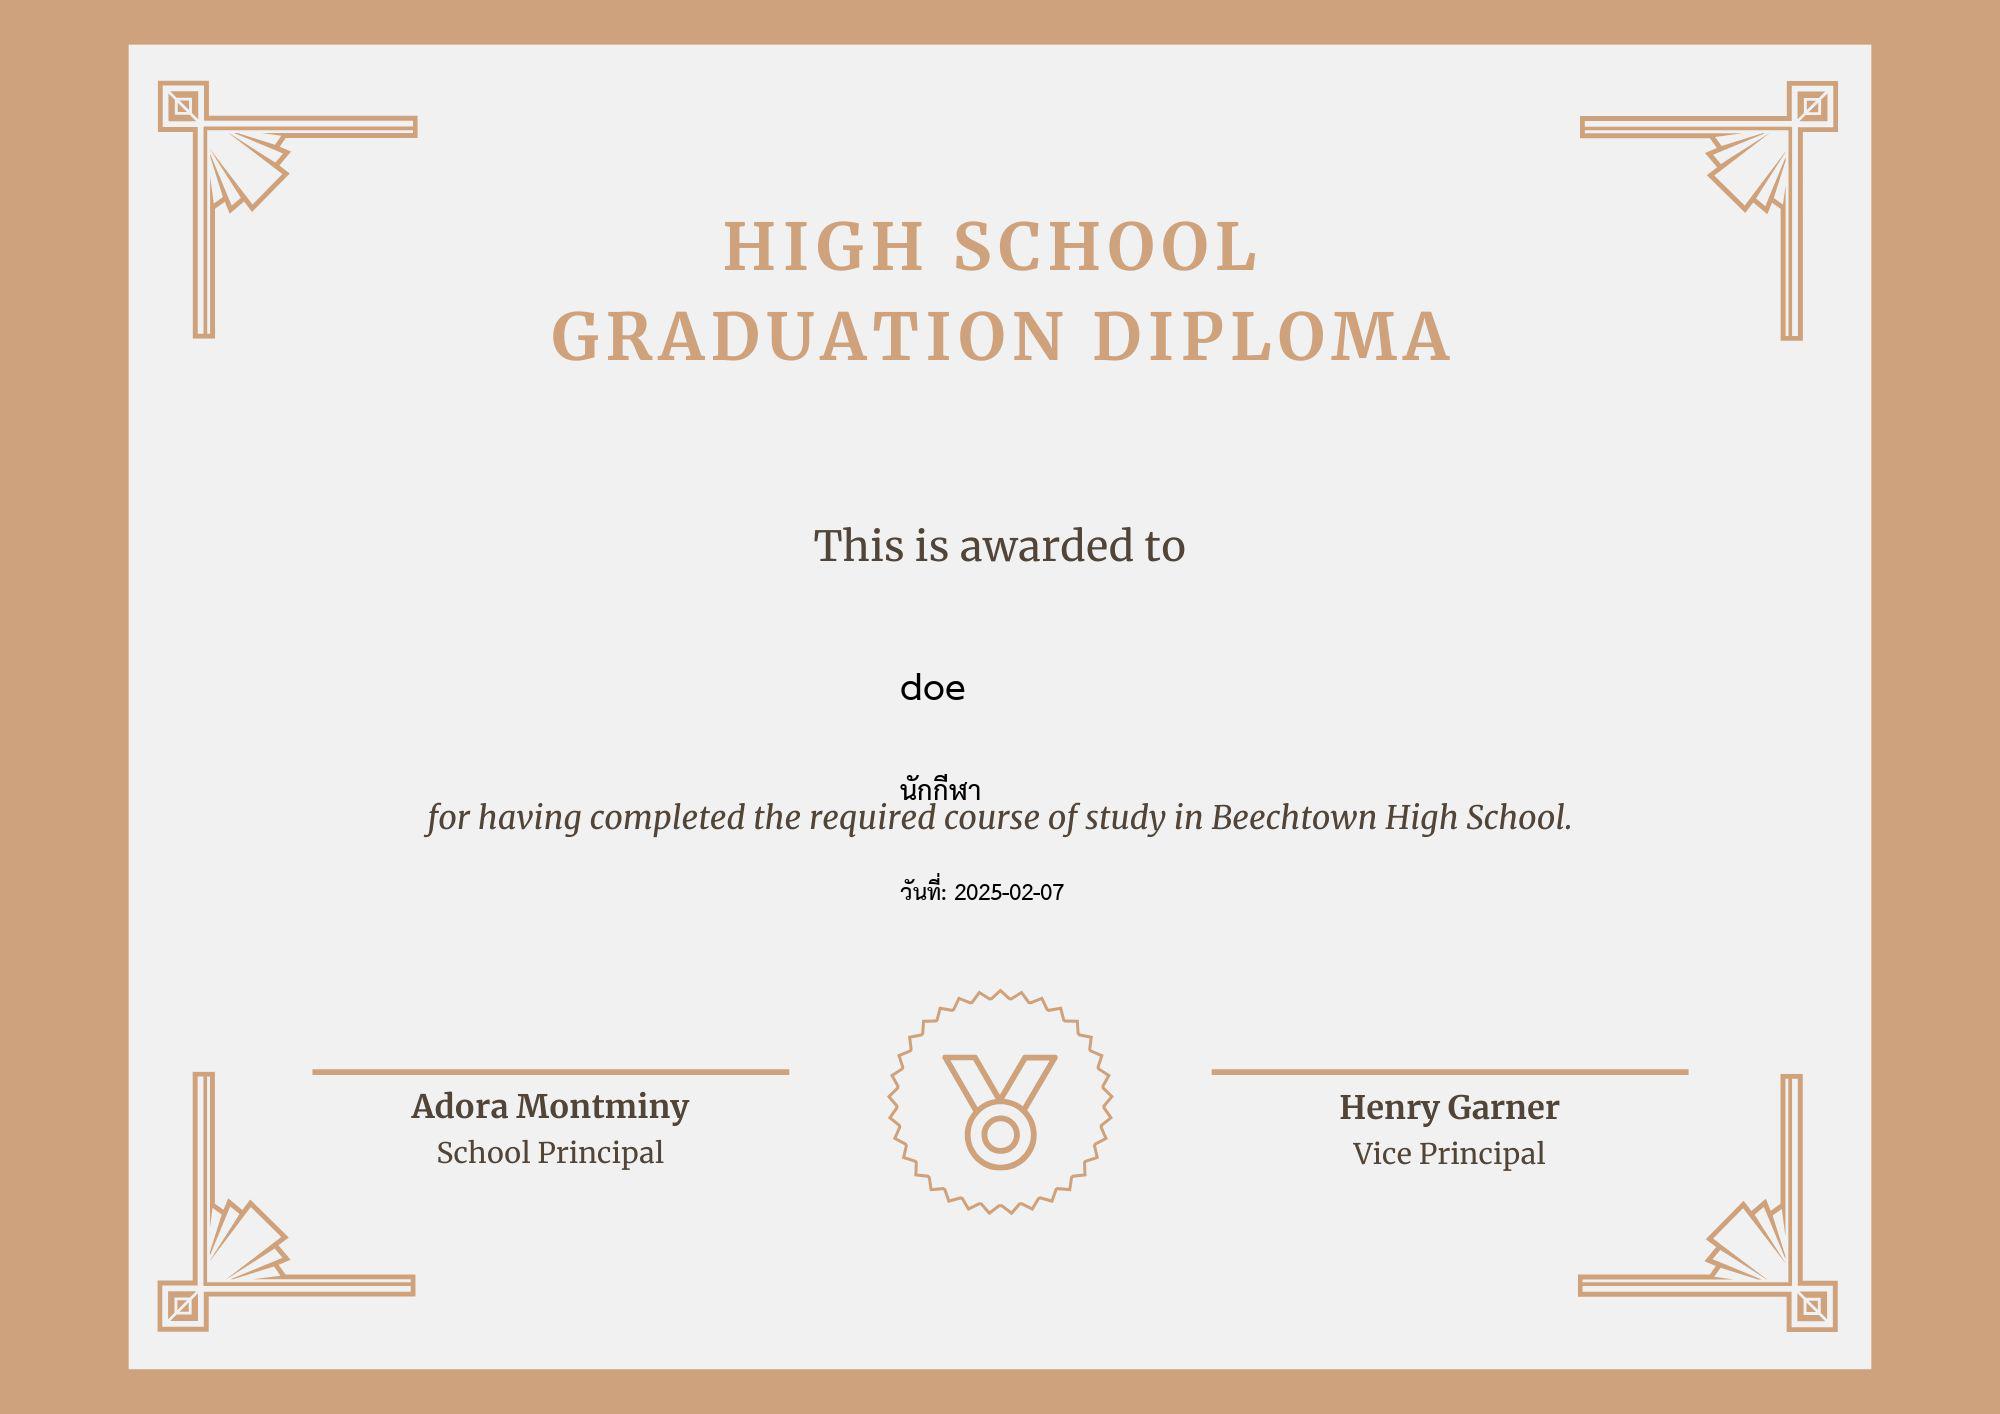 HIGH SCHOOL
GRADUATION DIPLOMA
This is awarded to
doe
นักกีฬา
for having completed the required course of study in Beechtown High School.
วันที่: 2025-02-07
Adora Montminy
School Principal
Henry Garner
Vice Principal